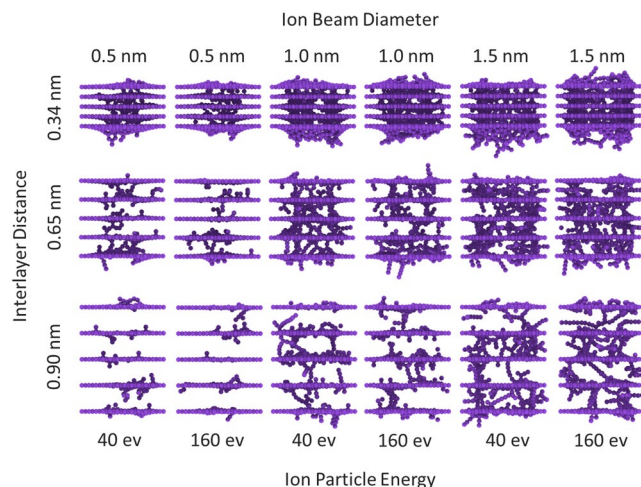 Ion Beam Diameter
0.5 nm 0.5 nm 1.0 nm 1.0 nm 1.5 nm 1.5 nm
Interlayer Distance
0.34 nm
0.65 nm
0.90 nm
40 ev 160 ev 40 ev 160 ev 40 ev 160 ev
Ion Particle Energy